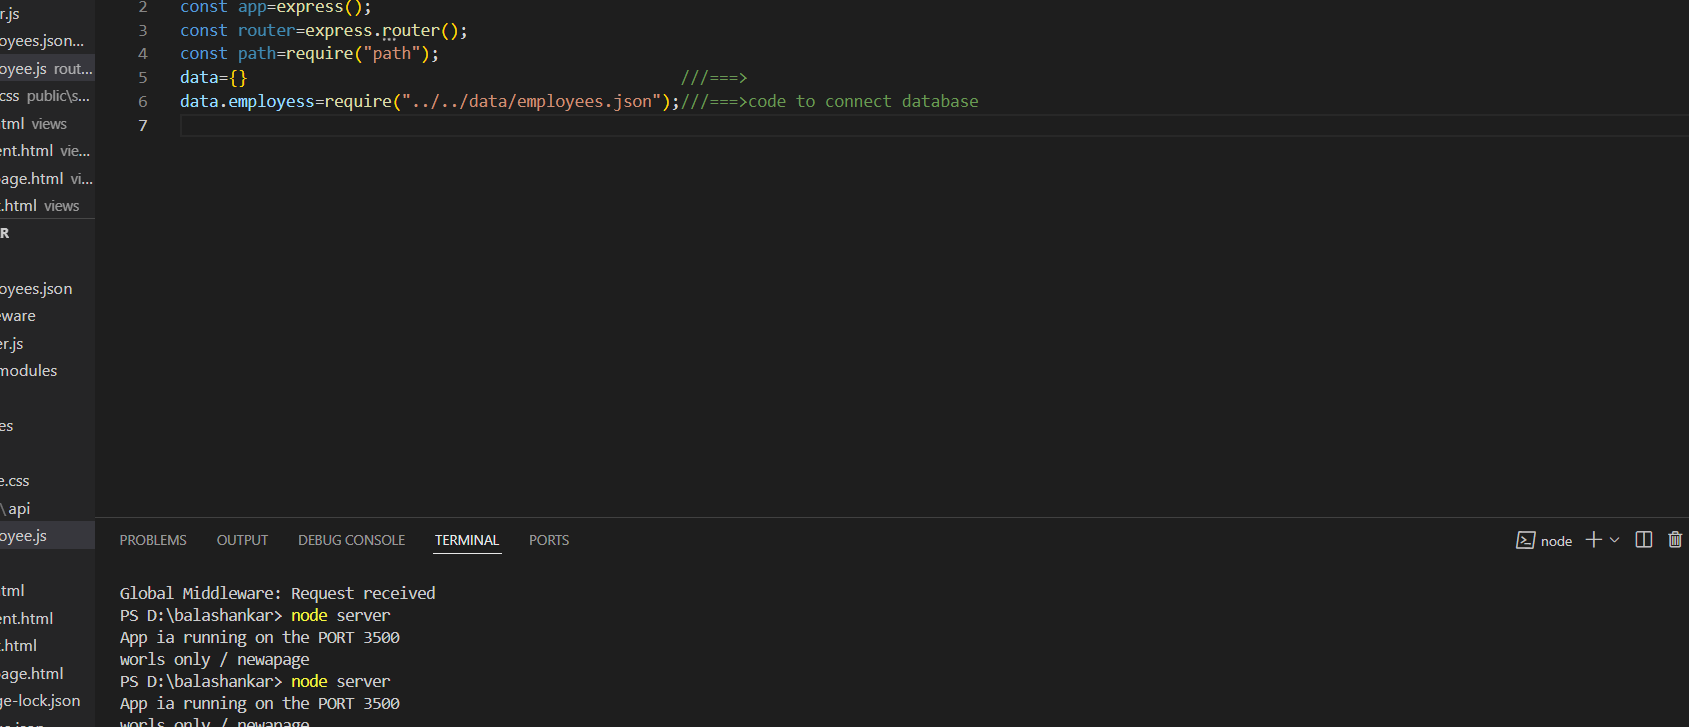 r.js
oyees.json...
oyee.js rout...
css public\s...
tml views
ent.html vie...
age.html vi...
t.html views
R
oyees.json
eware
er.js
modules
es
e.css
\ api
oyee.js
tml
ent.html
t.html
age.html
ge-lock.json
2 const app=express();
3 const router=express.router();
4 const path=require("path");
5 data={} ///===>
6 data.employess=require("../../data/employees.json");///===>code to connect database
7
PROBLEMS OUTPUT DEBUG CONSOLE TERMINAL PORTS
node
Global Middleware: Request received
PS D:\balashankar> node server
App ia running on the PORT 3500
worls only / newapage
PS D:\balashankar> node server
App ia running on the PORT 3500
worls only / newapage